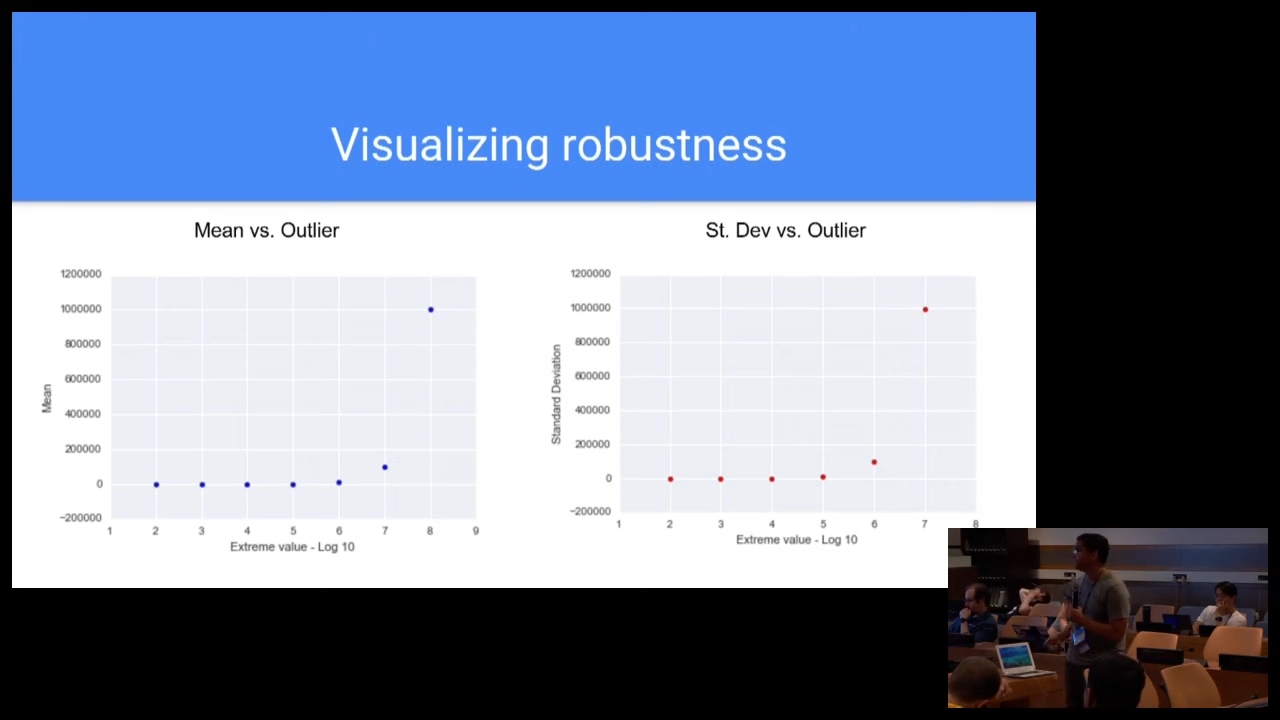 Visualizing robustness
Mean vs. Outlier
1200000
1000000
800000
600000
400000
200000
0
−200000
Mean
1 2 3 4 5 6 7 8 9
Extreme value - Log 10
St. Dev vs. Outlier
1200000
1000000
800000
600000
400000
200000
0
−200000
Standard Deviation
1 2 3 4 5 6 7 8
Extreme value - Log 10